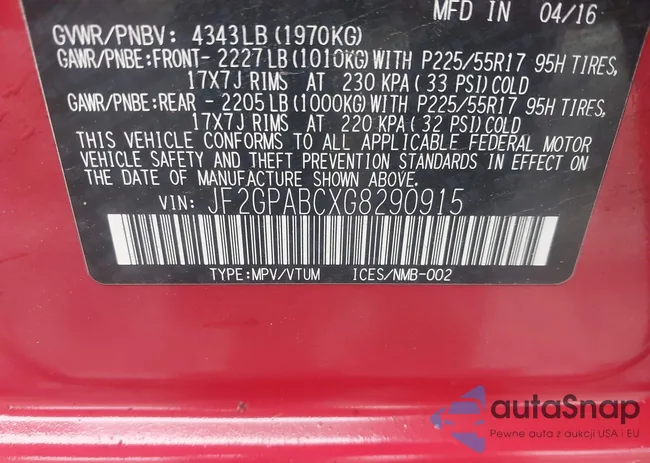 MFD IN 04/16
GVWR/PNBV: 4343LB (1970KG)
GAWR/PNBE:FRONT- 2227LB (1010KG) WITH P225/55R17 95H TIRES,
17X7J RIMS AT 230 KPA (33 PSI) COLD
GAWR/PNBE:REAR - 2205LB (1000KG) WITH P225/55R17 95H TIRES,
17X7J RIMS AT 220 KPA (32 PSI) COLD
THIS VEHICLE CONFORMS TO ALL APPLICABLE FEDERAL MOTOR
VEHICLE SAFETY AND THEFT PREVENTION STANDARDS IN EFFECT ON
THE DATE OF MANUFACTURE SHOWN ABOVE.
VIN: JF2GPABCXG8290915
TYPE:MPV/VTUM ICES/NMB-002
autaSnap
Pewne auta z aukcji USA i EU